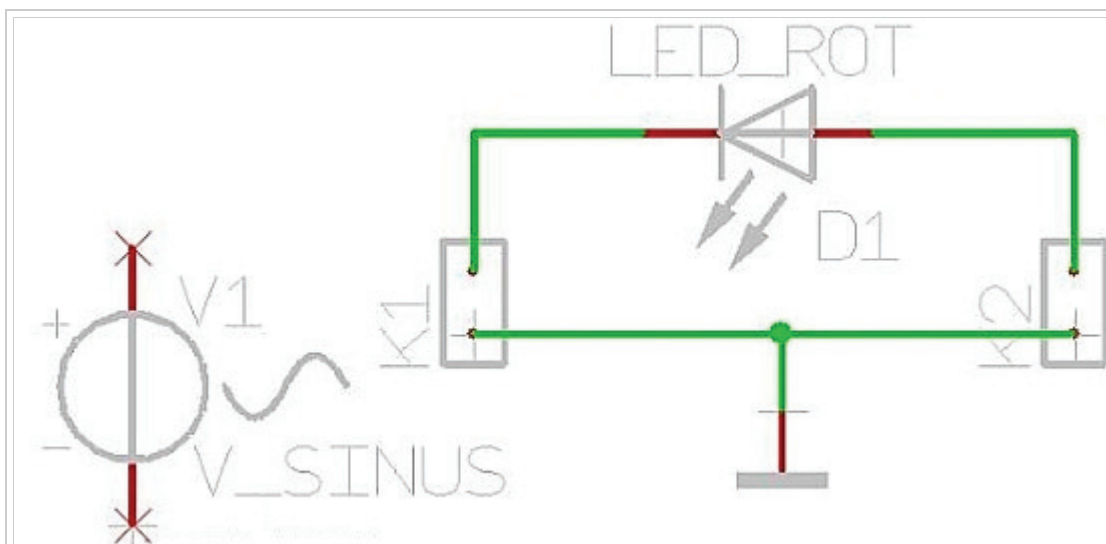 LED_ROT
D1
V1
K1
K2
+
-
V_SINUS